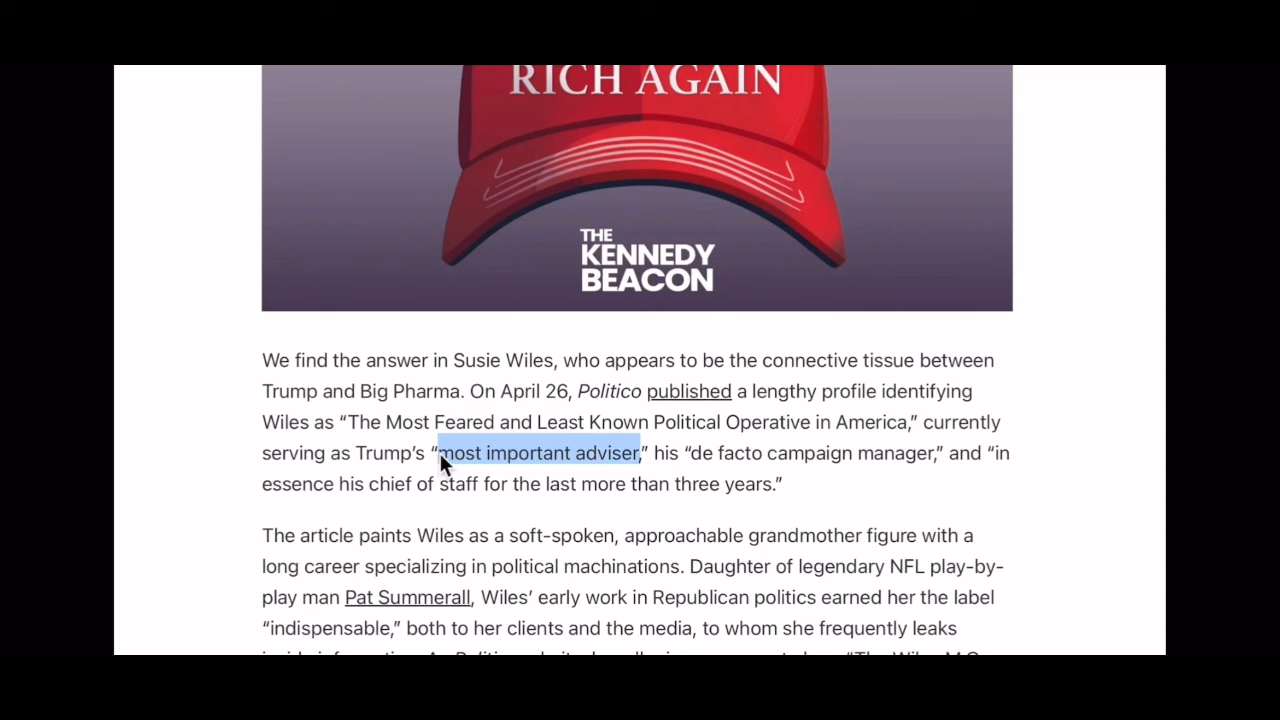 RICH AGAIN
THE
KENNEDY
BEACON
We find the answer in Susie Wiles, who appears to be the connective tissue between
Trump and Big Pharma. On April 26, Politico published a lengthy profile identifying
Wiles as “The Most Feared and Least Known Political Operative in America,” currently
serving as Trump’s “most important adviser,” his “de facto campaign manager,” and “in
essence his chief of staff for the last more than three years.”
The article paints Wiles as a soft-spoken, approachable grandmother figure with a
long career specializing in political machinations. Daughter of legendary NFL play-by-
play man Pat Summerall, Wiles’ early work in Republican politics earned her the label
“indispensable,” both to her clients and the media, to whom she frequently leaks